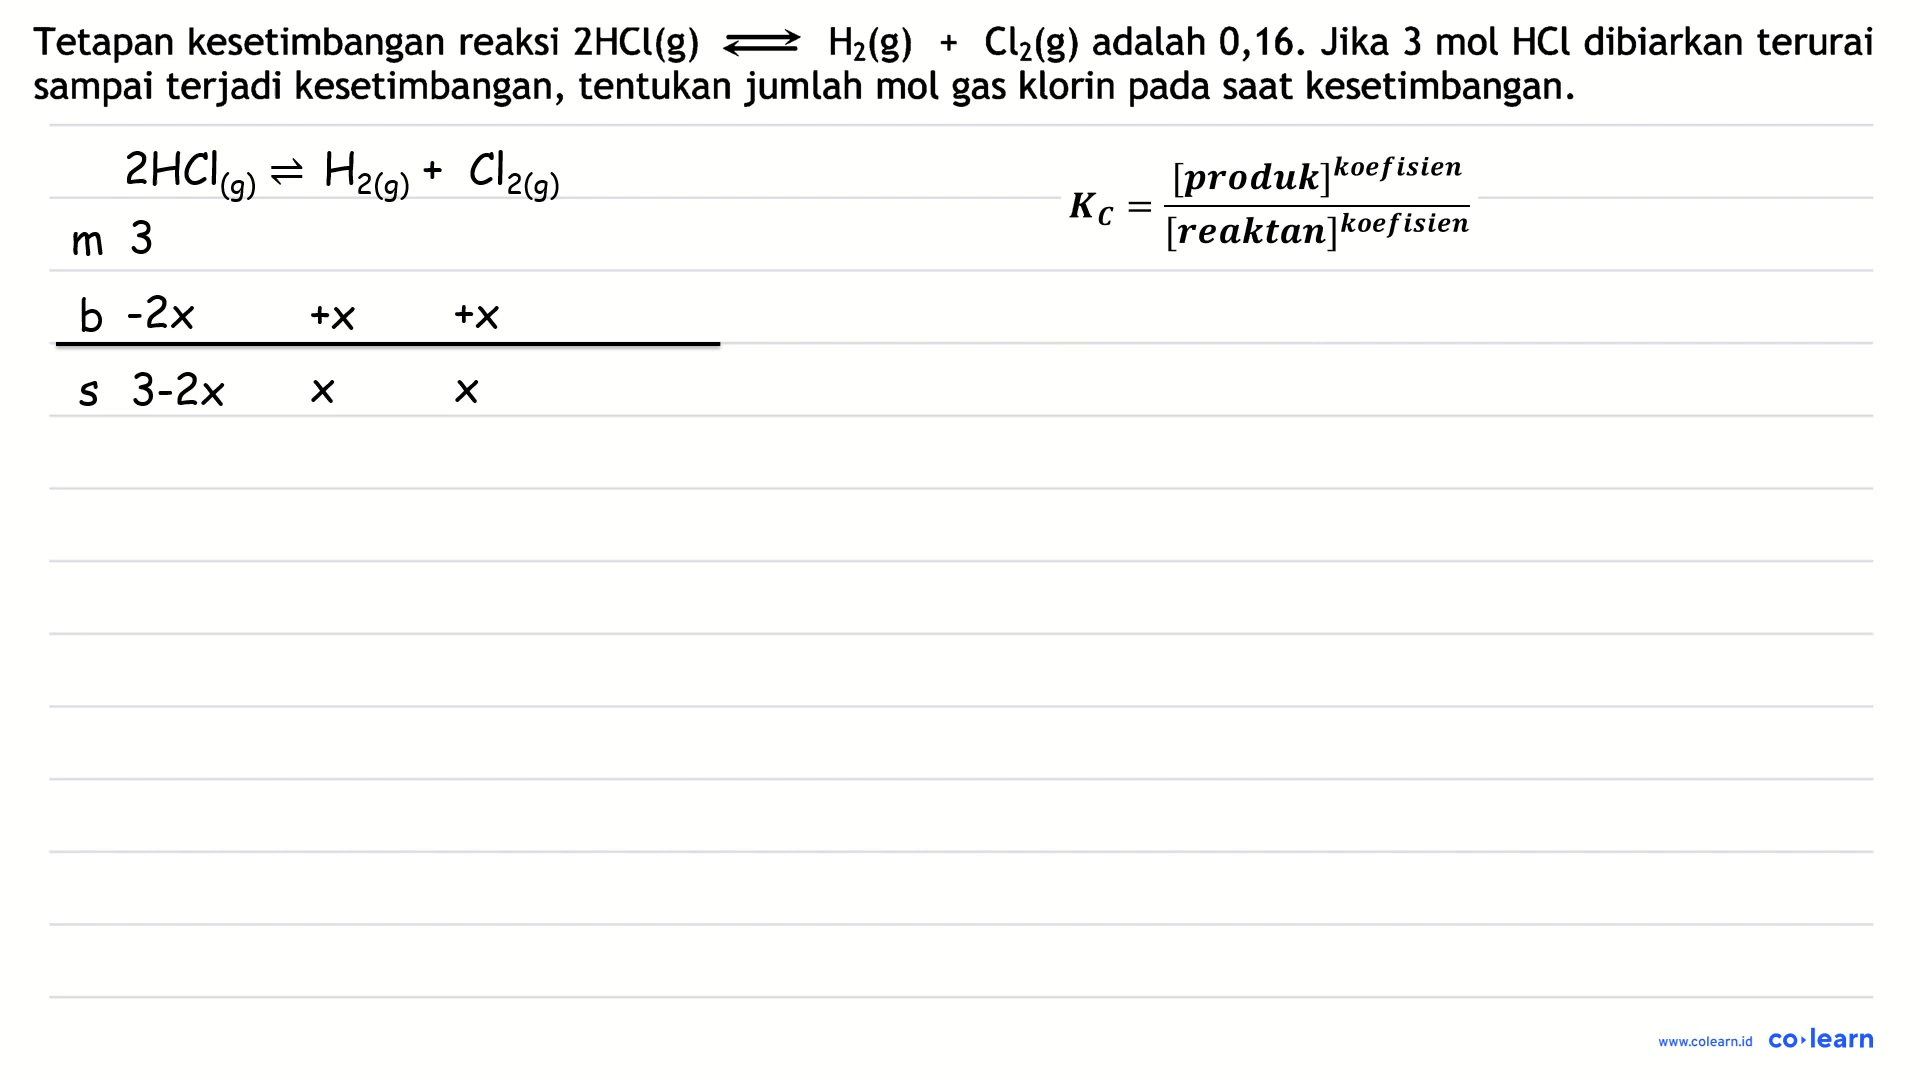 Tetapan kesetimbangan reaksi 2HCl(g) ⇌ H₂(g) + Cl₂(g) adalah 0,16. Jika 3 mol HCl dibiarkan terurai
sampai terjadi kesetimbangan, tentukan jumlah mol gas klorin pada saat kesetimbangan.
2HCl₍g₎ ⇌ H₂₍g₎ + Cl₂₍g₎
m 3
b -2x +x +x
s 3-2x x x
K_C = [produk]^koefisien / [reaktan]^koefisien
www.colearn.id co learn